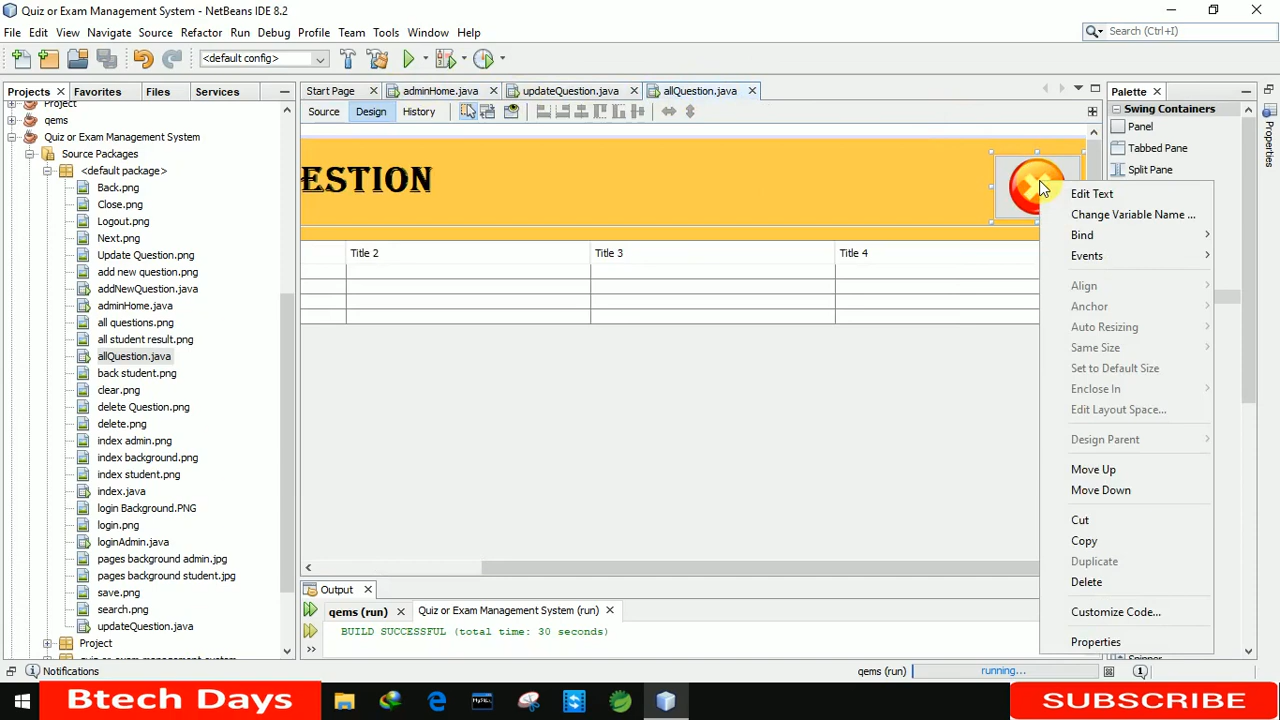 Quiz or Exam Management System - NetBeans IDE 8.2
File Edit View Navigate Source Refactor Run Debug Profile Team Tools Window Help
Search (Ctrl+I)
<default config>
Projects Favorites Files Services
Start Page adminHome.java updateQuestion.java allQuestion.java
Palette
Source Design History
Swing Containers
Panel
Tabbed Pane
Split Pane
Properties
Project
qems
Quiz or Exam Management System
Source Packages
<default package>
Back.png
Close.png
Logout.png
Next.png
Update Question.png
add new question.png
addNewQuestion.java
adminHome.java
all questions.png
all student result.png
allQuestion.java
back student.png
clear.png
delete Question.png
delete.png
index admin.png
index background.png
index student.png
index.java
login Background.PNG
login.png
loginAdmin.java
pages background admin.jpg
pages background student.jpg
save.png
search.png
updateQuestion.java
Project
ESTION
Title 2 Title 3 Title 4
Edit Text
Change Variable Name ...
Bind
Events
Align
Anchor
Auto Resizing
Same Size
Set to Default Size
Enclose In
Edit Layout Space...
Design Parent
Move Up
Move Down
Cut
Copy
Duplicate
Delete
Customize Code...
Properties
Output
qems (run) Quiz or Exam Management System (run)
BUILD SUCCESSFUL (total time: 30 seconds)
Notifications
qems (run) running...
Btech Days
SUBSCRIBE